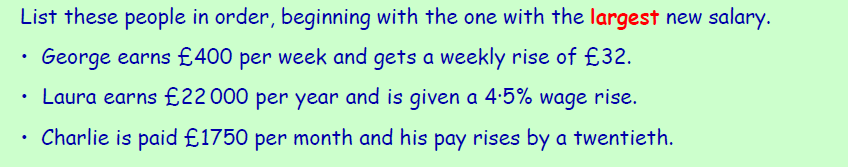 List these people in order, beginning with the one with the largest new salary.
• George earns £400 per week and gets a weekly rise of £32.
• Laura earns £22 000 per year and is given a 4·5% wage rise.
• Charlie is paid £1750 per month and his pay rises by a twentieth.